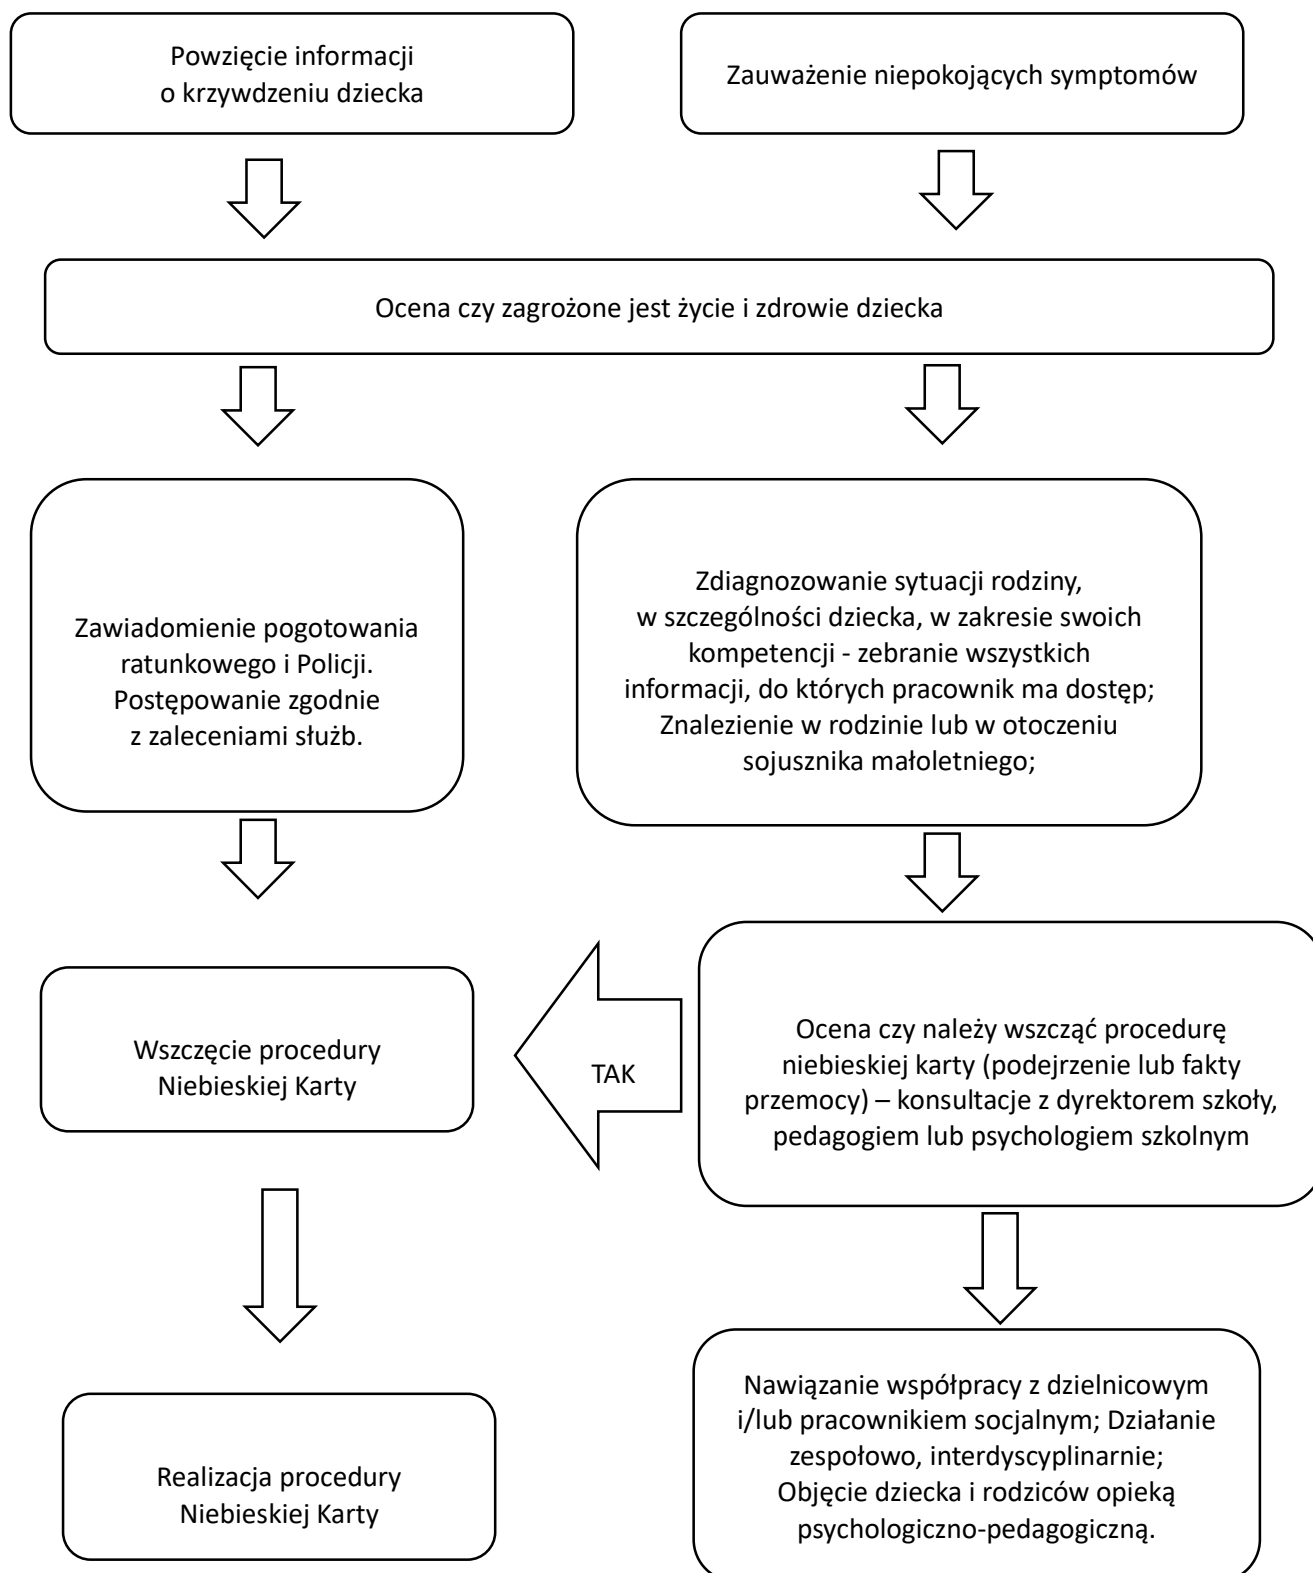 Powzięcie informacji
o krzywdzeniu dziecka
Zauważenie niepokojących symptomów
Ocena czy zagrożone jest życie i zdrowie dziecka
Zawiadomienie pogotowania
ratunkowego i Policji.
Postępowanie zgodnie
z zaleceniami służb.
Zdiagnozowanie sytuacji rodziny,
w szczególności dziecka, w zakresie swoich
kompetencji - zebranie wszystkich
informacji, do których pracownik ma dostęp;
Znalezienie w rodzinie lub w otoczeniu
sojusznika małoletniego;
Wszczęcie procedury
Niebieskiej Karty
TAK
Ocena czy należy wszcząć procedurę
niebieskiej karty (podejrzenie lub fakty
przemocy) – konsultacje z dyrektorem szkoły,
pedagogiem lub psychologiem szkolnym
Realizacja procedury
Niebieskiej Karty
Nawiązanie współpracy z dzielnicowym
i/lub pracownikiem socjalnym; Działanie
zespołowo, interdyscyplinarnie;
Objęcie dziecka i rodziców opieką
psychologiczno-pedagogiczną.